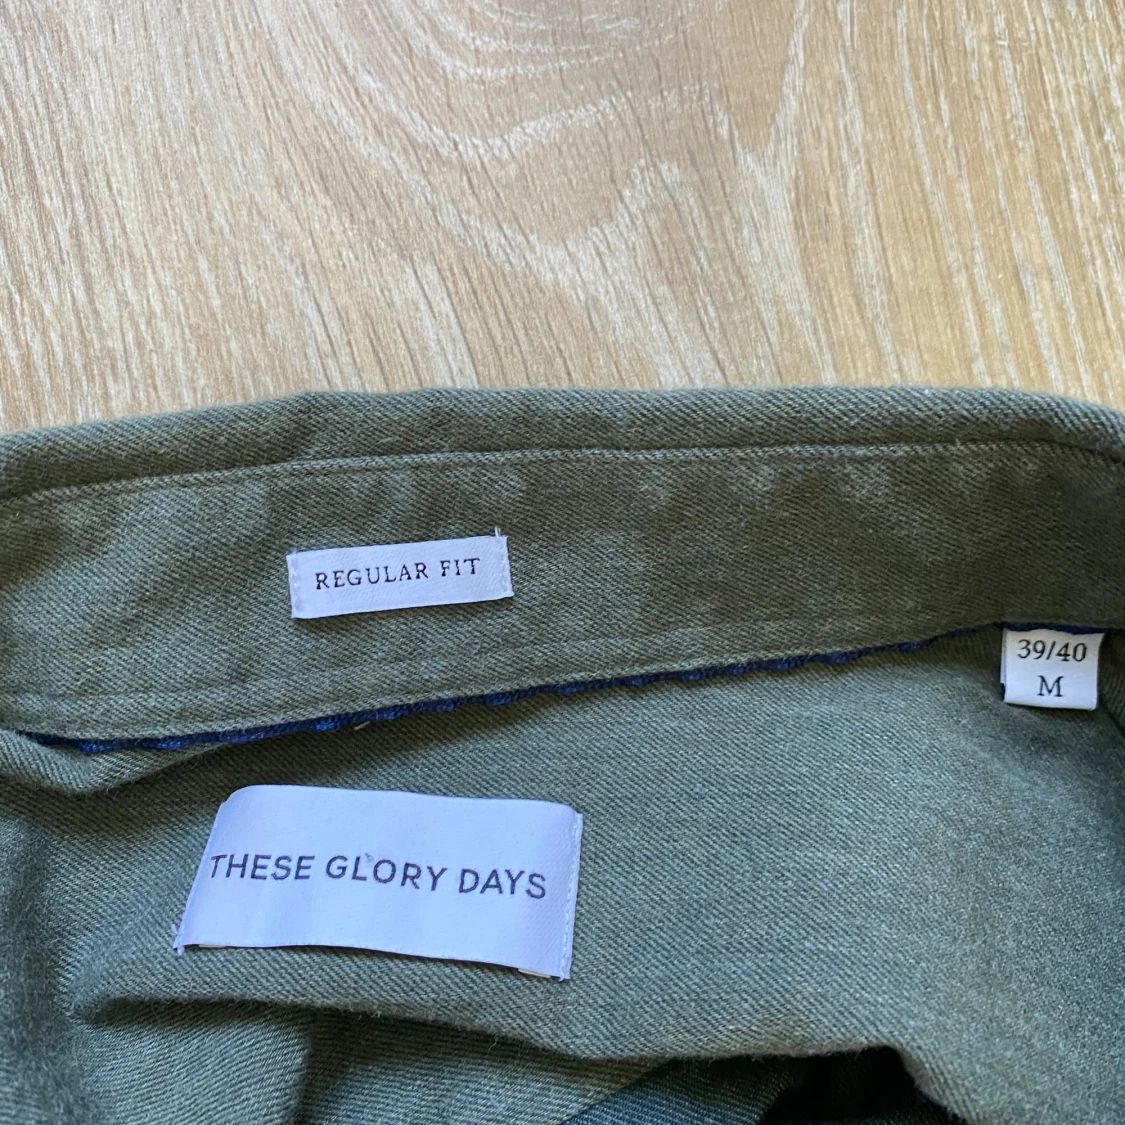 REGULAR FIT
39/40
M
THESE GLORY DAYS